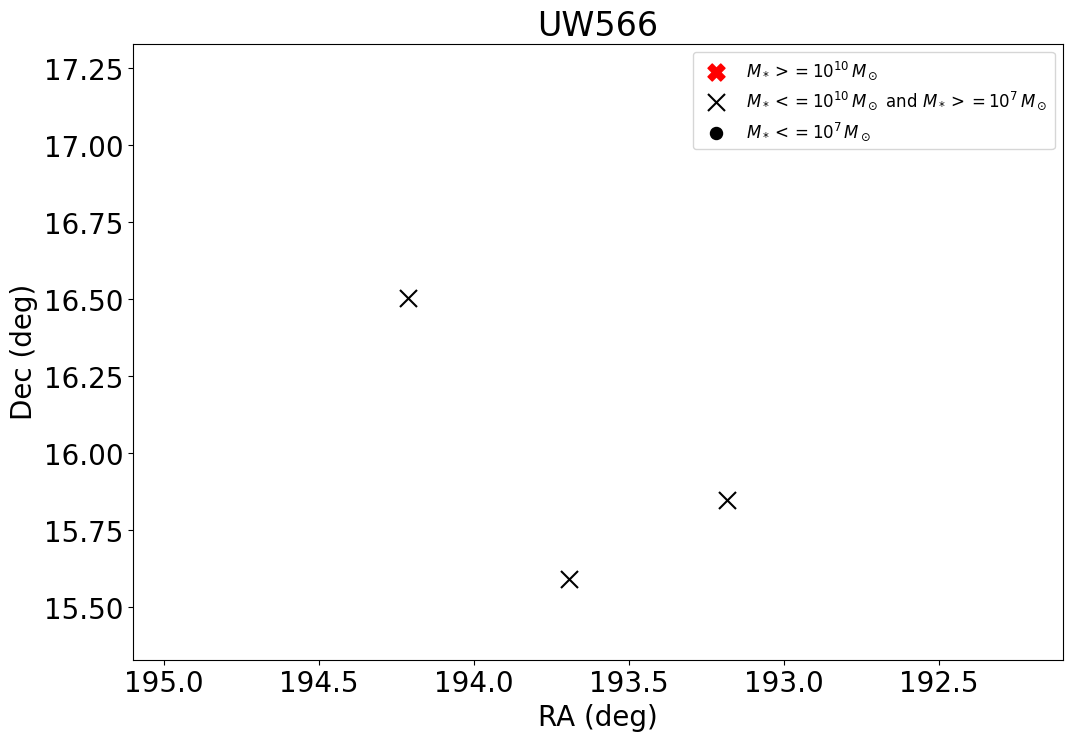 UW566
M* >= 10^10 M⊙
M* <= 10^10 M⊙ and M* >= 10^7 M⊙
M* <= 10^7 M⊙
17.25
17.00
16.75
16.50
16.25
16.00
15.75
15.50
Dec (deg)
195.0 194.5 194.0 193.5 193.0 192.5
RA (deg)